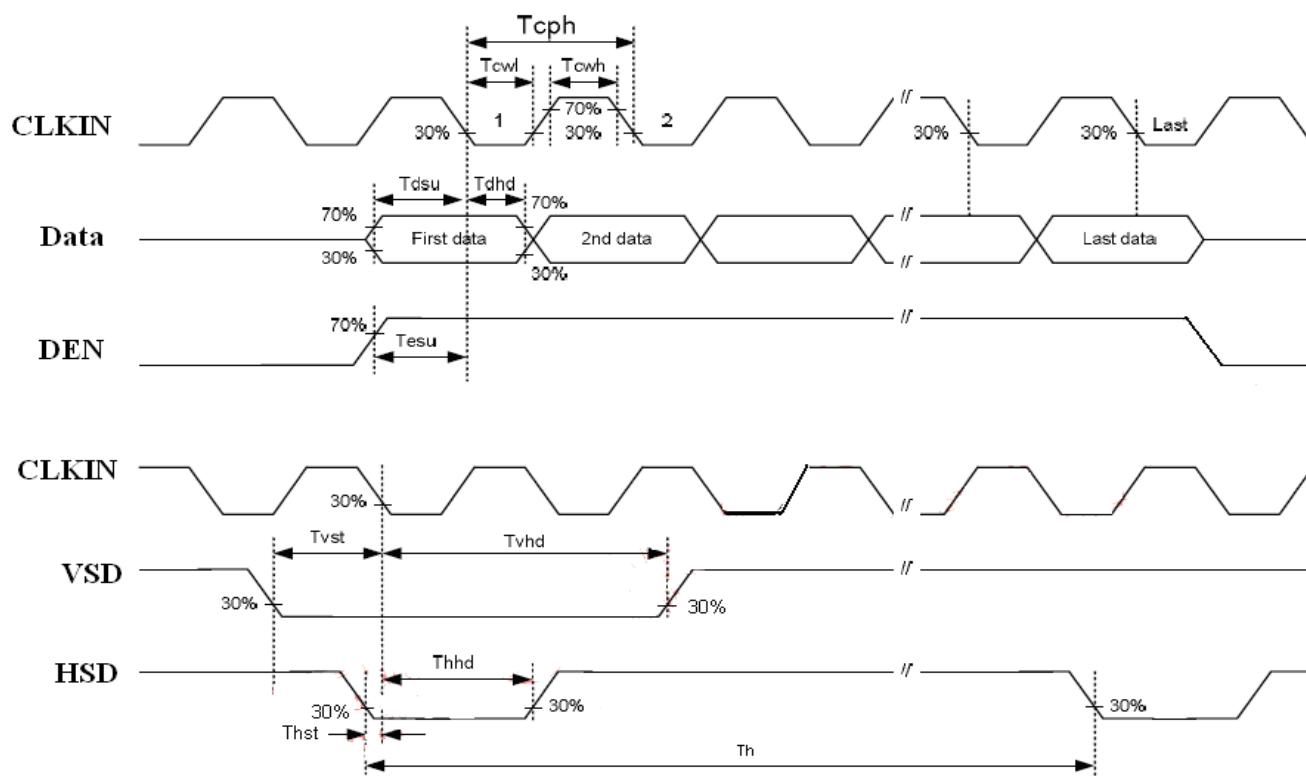 Tcph
Tcwl Tcwh
CLKIN 30% 1 70% 30% 2 30% 30% Last
Tdsu Tdhd
70% 70%
Data First data 2nd data Last data
30% 30%
70%
DEN Tesu
CLKIN 30%
Tvst Tvhd
VSD
30% 30%
HSD Thhd
30% 30% 30%
Thst
Th